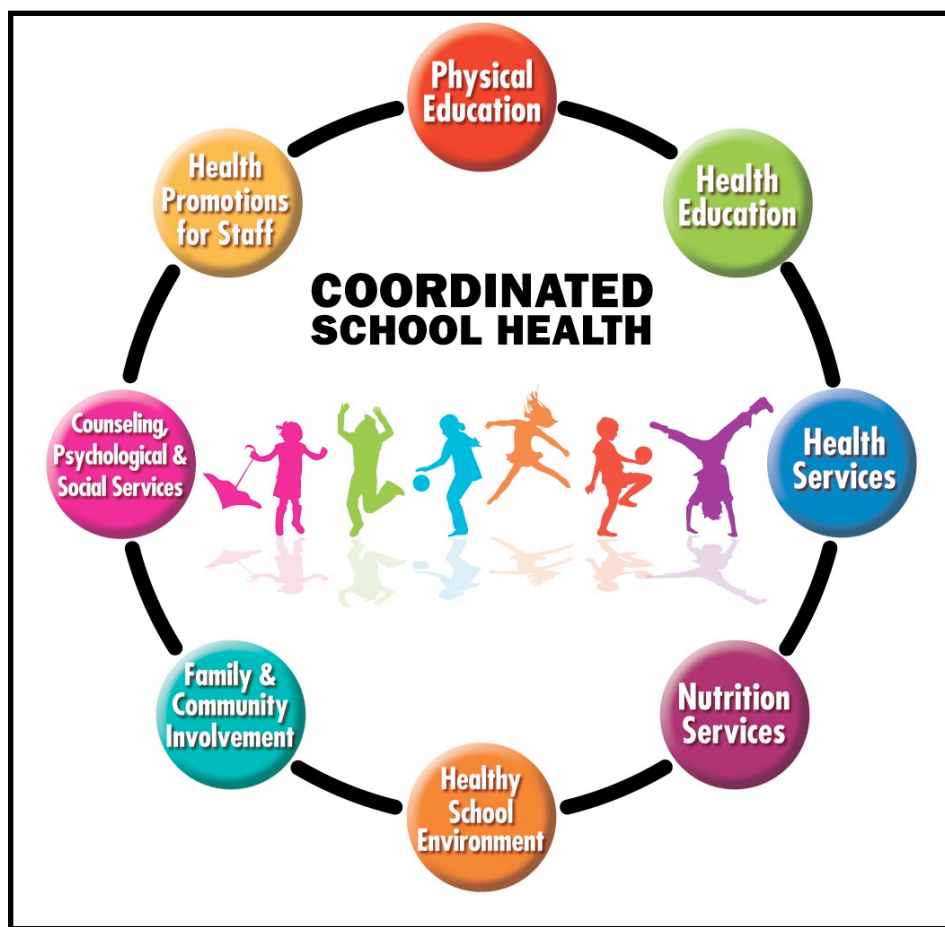 Physical
Education
Health
Education
Health
Services
Nutrition
Services
Healthy
School
Environment
Family &
Community
Involvement
Counseling,
Psychological &
Social Services
Health
Promotions
for Staff
COORDINATED
SCHOOL HEALTH